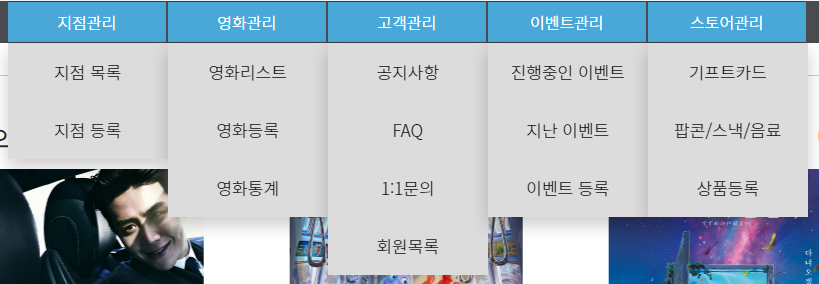 지점관리 영화관리 고객관리 이벤트관리 스토어관리
지점 목록 영화리스트 공지사항 진행중인 이벤트 기프트카드
지점 등록 영화등록 FAQ 지난 이벤트 팝콘/스낵/음료
영화통계 1:1문의 이벤트 등록 상품등록
회원목록